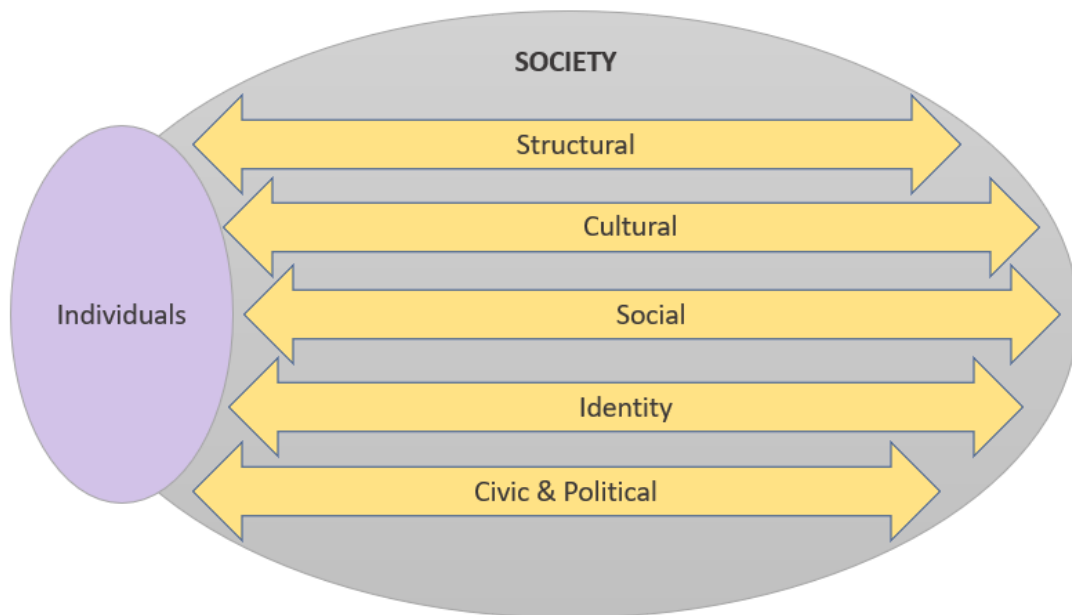 SOCIETY
Structural
Cultural
Individuals
Social
Identity
Civic & Political